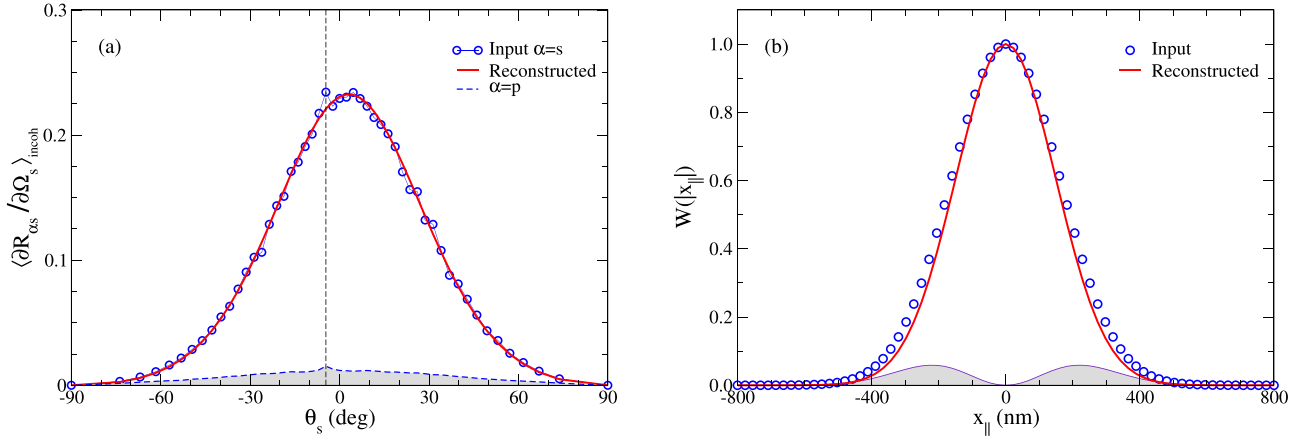 (a)
Input α=s
Reconstructed
α=p
⟨∂R_αs/∂Ω_s⟩_incoh
0.3
0.2
0.1
0
-90
-60
-30
0
30
60
90
θ_s (deg)
(b)
Input
Reconstructed
W(|x_∥|)
1.0
0.8
0.6
0.4
0.2
0.0
-800
-400
0
400
800
x_∥ (nm)